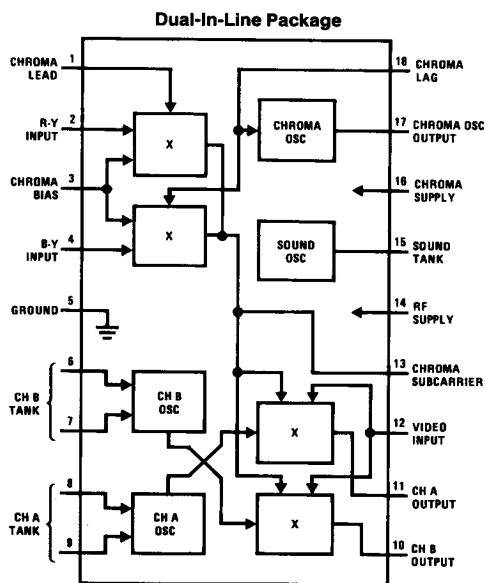 Dual-In-Line Package
1
CHROMA
LEAD
2
R-Y
INPUT
3
CHROMA
BIAS
4
B-Y
INPUT
5
GROUND
6
CH B
TANK
7
8
CH A
TANK
9
X
X
CH B
OSC
CH A
OSC
CHROMA
OSC
SOUND
OSC
X
X
18
CHROMA
LAG
17
CHROMA OSC
OUTPUT
16
CHROMA
SUPPLY
15
SOUND
TANK
14
RF
SUPPLY
13
CHROMA
SUBCARRIER
12
VIDEO
INPUT
11
CH A
OUTPUT
10
CH B
OUTPUT